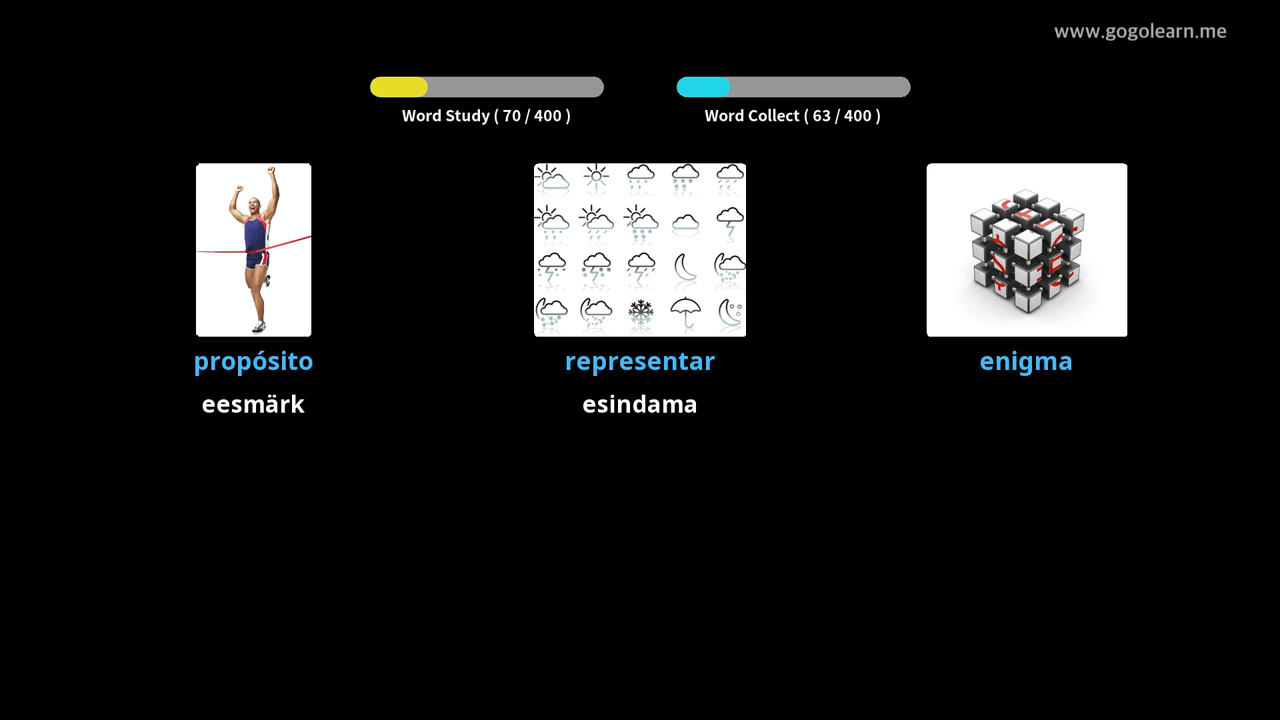 www.gogolearn.me
Word Study ( 70 / 400 )
Word Collect ( 63 / 400 )
propósito
representar
enigma
eesmärk
esindama